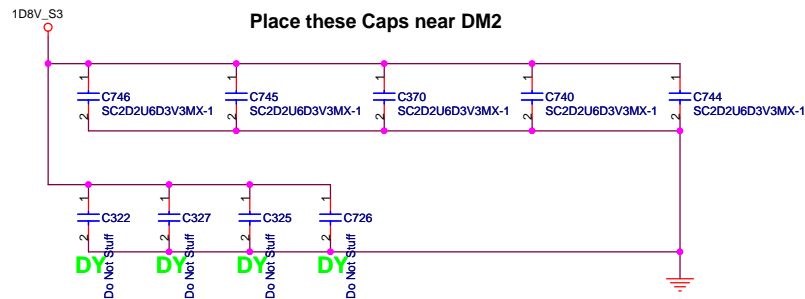 1D8V_S3
Place these Caps near DM2
1
C746
SC2D2U6D3V3MX-1
2
1
C745
SC2D2U6D3V3MX-1
2
1
C370
SC2D2U6D3V3MX-1
2
1
C740
SC2D2U6D3V3MX-1
2
1
C744
SC2D2U6D3V3MX-1
2
1
C322
2
DY
Do Not Stuff
1
C327
2
DY
Do Not Stuff
1
C325
2
DY
Do Not Stuff
1
C726
2
DY
Do Not Stuff